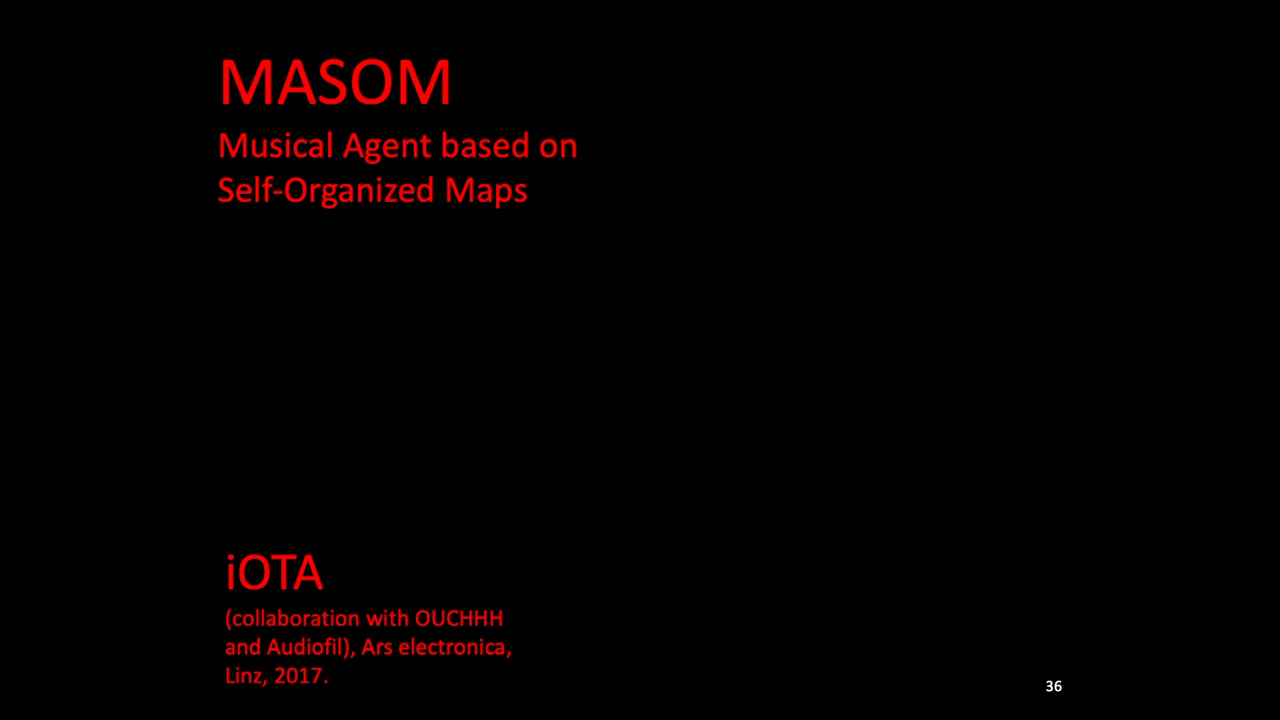 MASOM
Musical Agent based on
Self-Organized Maps
iOTA
(collaboration with OUCHHH
and Audiofil), Ars electronica,
Linz, 2017.
36